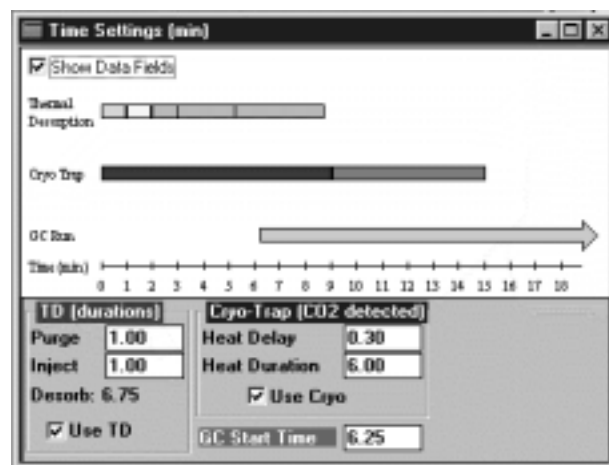 Time Settings (min)
Show Data Fields
Thermal
Desorption
Cryo Trap
GC Run
Time (min.)
0 1 2 3 4 5 6 7 8 9 10 11 12 13 14 15 16 17 18
TD (durations)
Purge 1.00
Inject 1.00
Desorb: 6.75
Use TD
Cryo-Trap (CO2 detected)
Heat Delay 0.30
Heat Duration 6.00
Use Cryo
GC Start Time 6.25